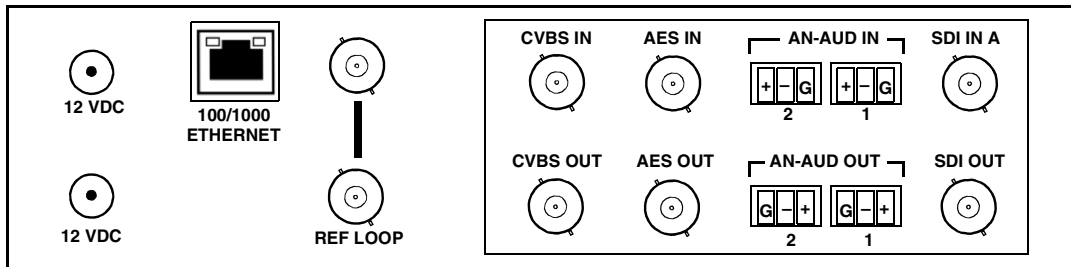 12 VDC
100/1000
ETHERNET
12 VDC
REF LOOP
CVBS IN
AES IN
AN-AUD IN
SDI IN A
+ – G
+ – G
2
1
CVBS OUT
AES OUT
AN-AUD OUT
SDI OUT
G – +
G – +
2
1